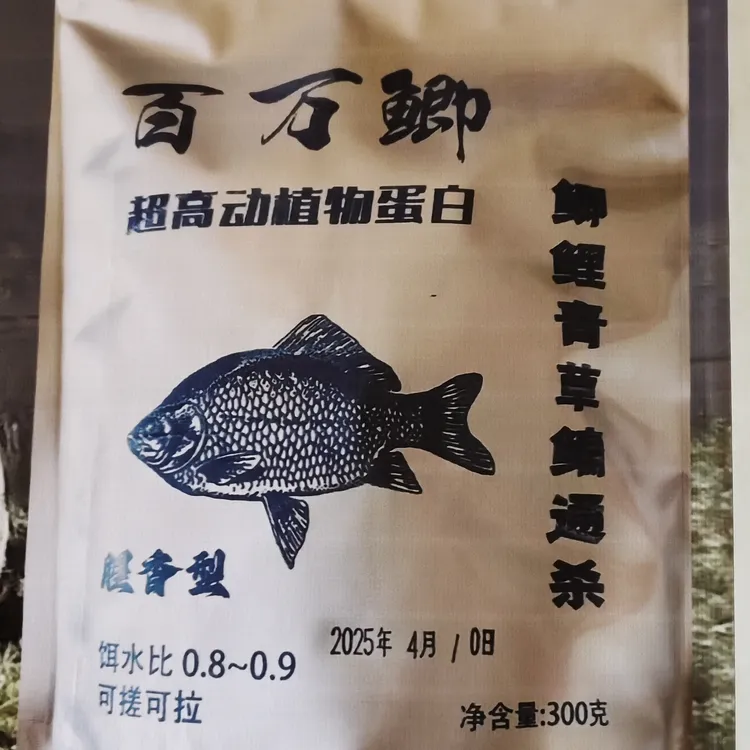 百万鲫
超高动植物蛋白
鲫鲤青草鳊通杀
腥香型
饵水比 0.8~0.9
可搓可拉
2025年 4月 10日
净含量:300克